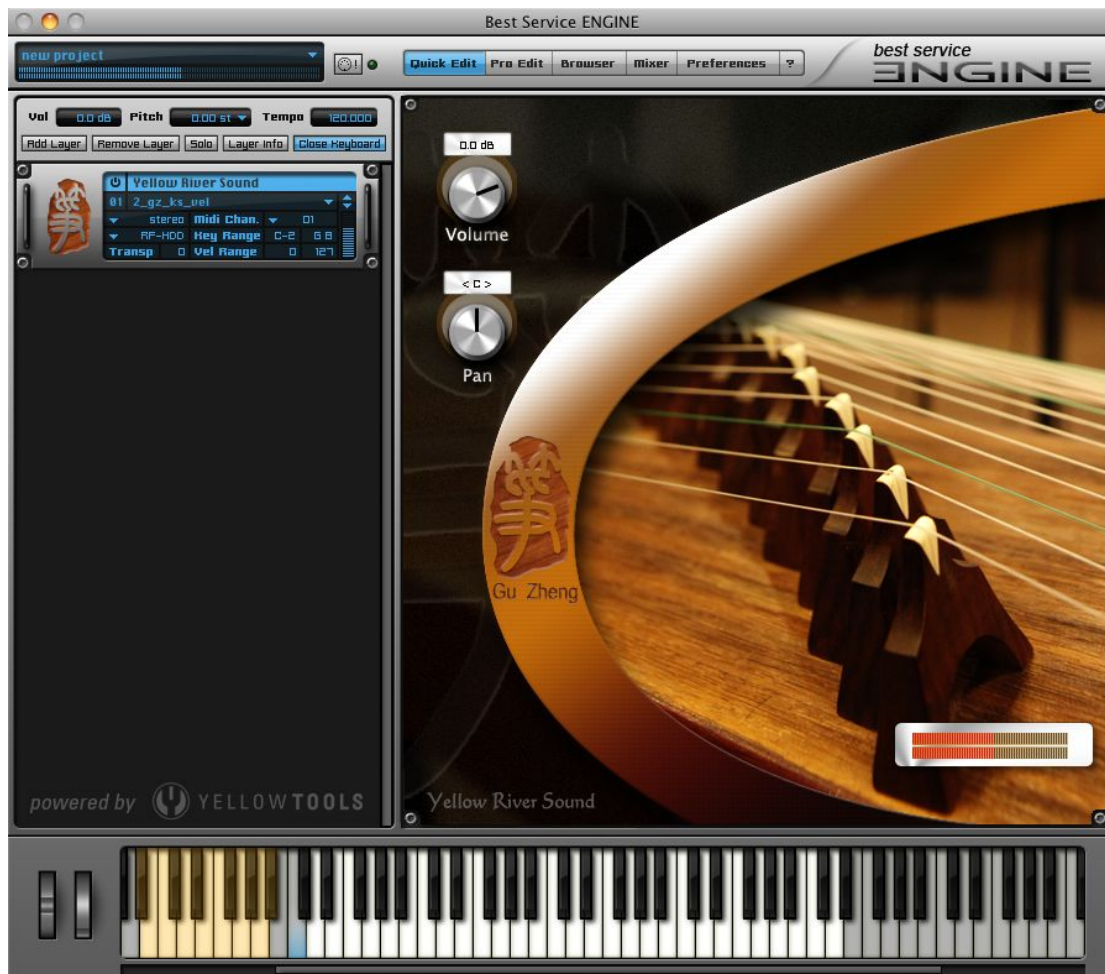 Best Service ENGINE
new project
!
Quick Edit Pro Edit Browser Mixer Preferences ?
best service
ENGINE
Vol 0.0 dB Pitch 0.00 st Tempo 120.000
Add Layer Remove Layer Solo Layer Info Close Keyboard
筝
Yellow River Sound
01 2_gz_ks_vel
stereo Midi Chan. 01
RF-HDD Key Range C-2 G 8
Transp 0 Vel Range 0 127
0.0 dB
Volume
< C >
Pan
筝
Gu Zheng
powered by YELLOWTOOLS
Yellow River Sound